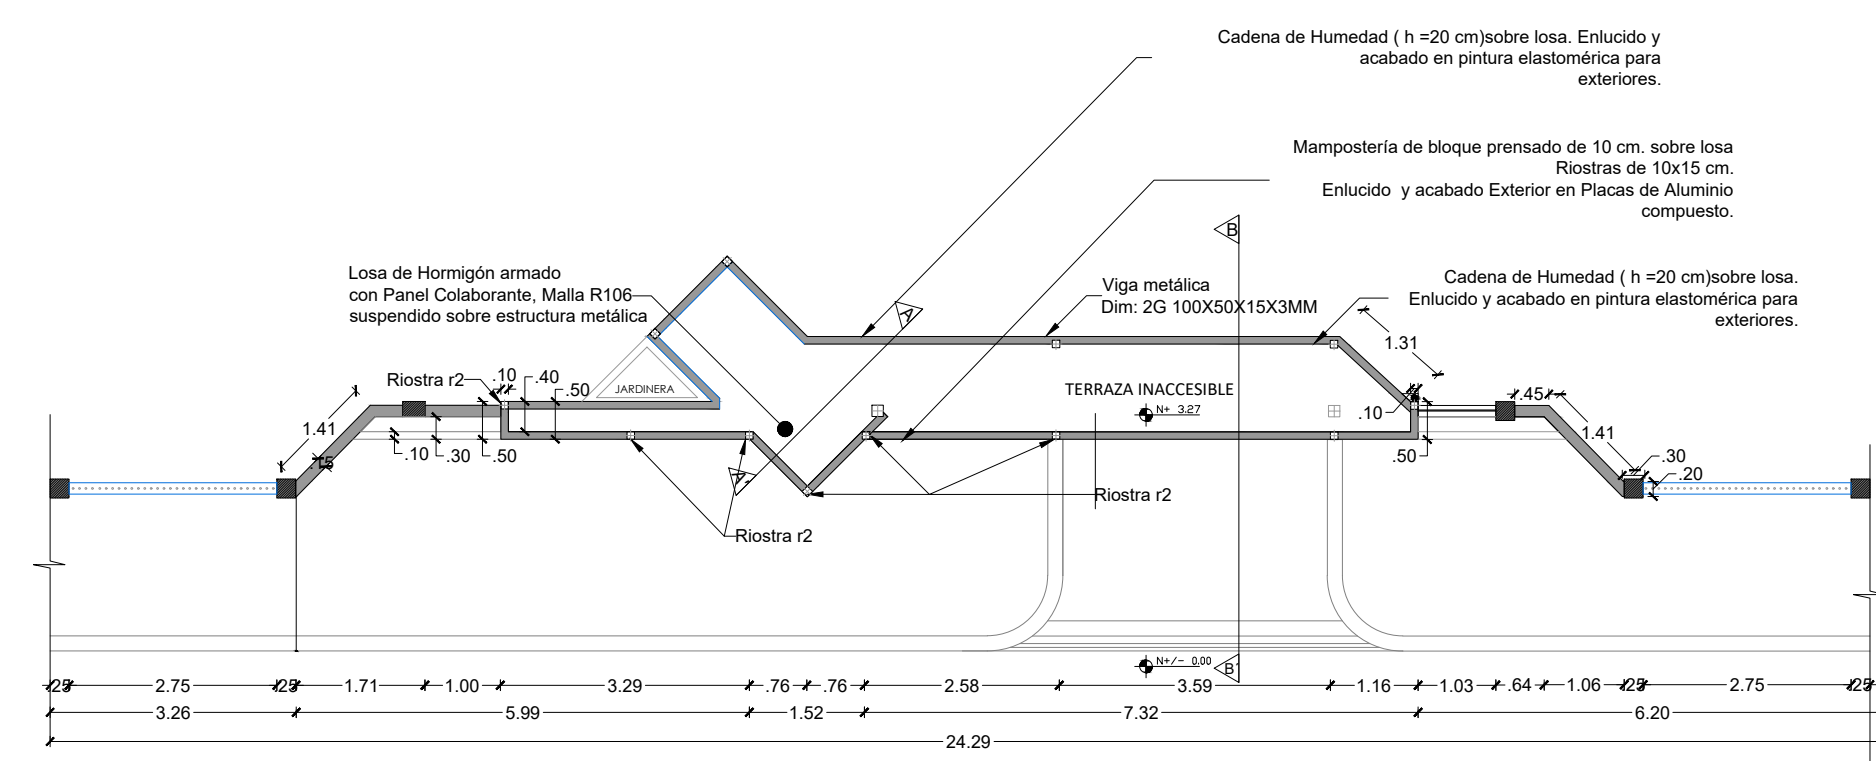 Cadena de Humedad ( h =20 cm)sobre losa. Enlucido y
acabado en pintura elastomérica para
exteriores.
Mampostería de bloque prensado de 10 cm. sobre losa
Riostras de 10x15 cm.
Enlucido y acabado Exterior en Placas de Aluminio
compuesto.
B
Losa de Hormigón armado
con Panel Colaborante, Malla R106
suspendido sobre estructura metálica
Viga metálica
Dim: 2G 100X50X15X3MM
Cadena de Humedad ( h =20 cm)sobre losa.
Enlucido y acabado en pintura elastomérica para
exteriores.
A
1.31
Riostra r2
.10
.40
.50
JARDINERA
TERRAZA INACCESIBLE
N+ 3.27
.10
.45
1.41
.15
.10
.30
.50
.50
1.41
.30
.20
A'
Riostra r2
Riostra r2
N+/- 0.00
B'
.25
2.75
.25
1.71
1.00
3.29
.76
.76
2.58
3.59
1.16
1.03
.64
1.06
.25
2.75
.25
3.26
5.99
1.52
7.32
6.20
24.29